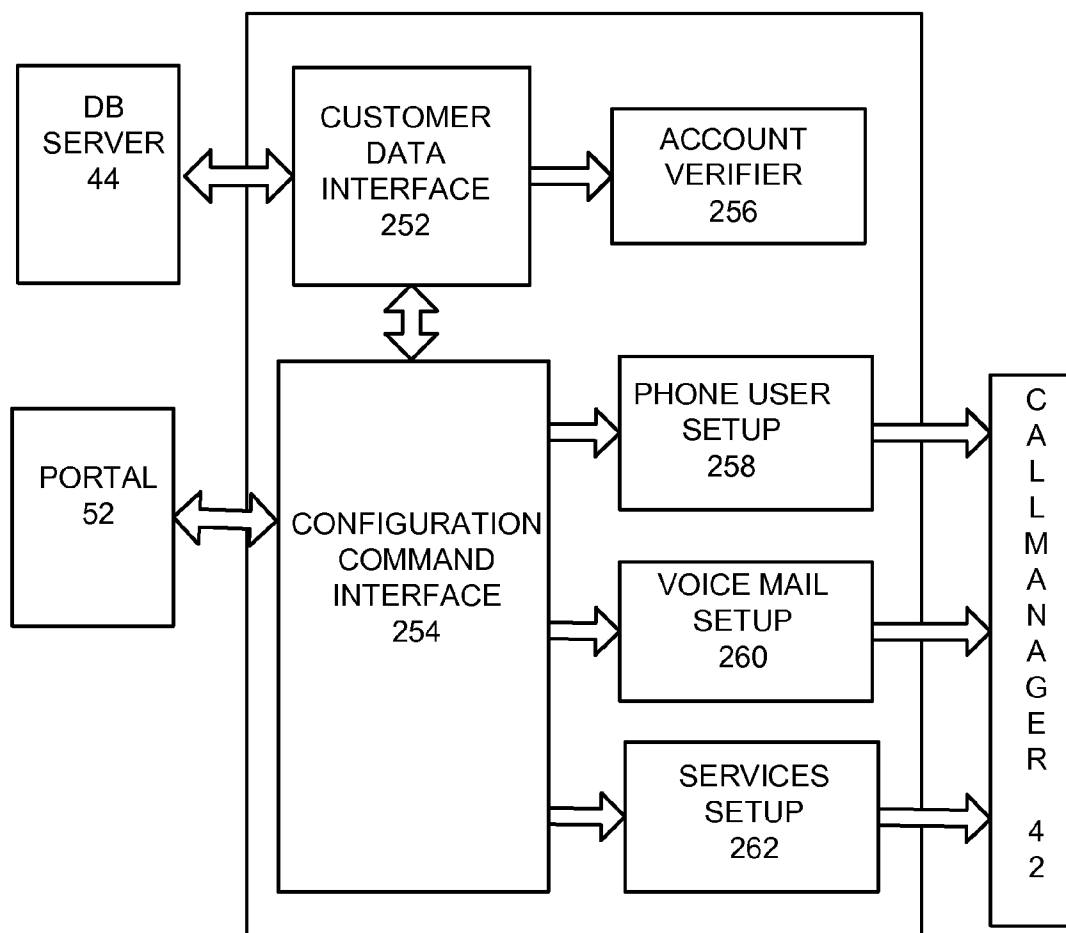 DB
SERVER
44
CUSTOMER
DATA
INTERFACE
252
ACCOUNT
VERIFIER
256
PORTAL
52
CONFIGURATION
COMMAND
INTERFACE
254
PHONE USER
SETUP
258
VOICE MAIL
SETUP
260
SERVICES
SETUP
262
C
A
L
L
M
A
N
A
G
E
R
4
2